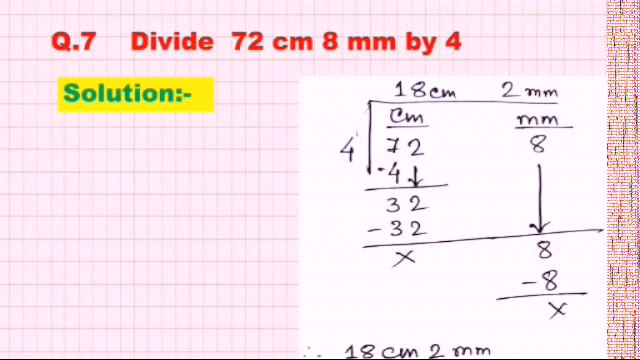 Q.7 Divide 72 cm 8 mm by 4
Solution:-
18cm 2 mm
cm mm
4 72 8
-4↓
32
-32
x 8
-8
x
∴ 18 cm 2 mm